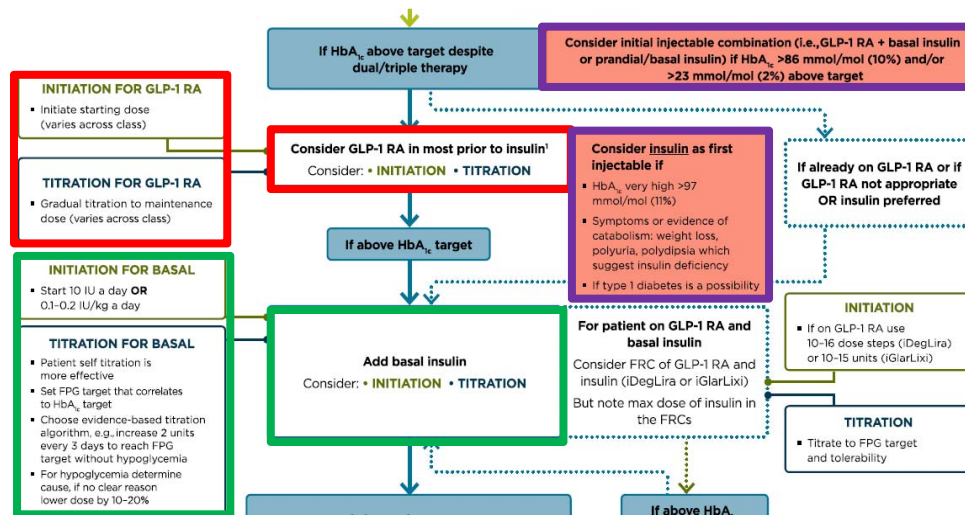 If HbA1c above target despite
dual/triple therapy
Consider initial injectable combination (i.e.,GLP-1 RA + basal insulin
or prandial/basal insulin) if HbA1c >86 mmol/mol (10%) and/or
>23 mmol/mol (2%) above target
INITIATION FOR GLP-1 RA
▪ Initiate starting dose
(varies across class)
TITRATION FOR GLP-1 RA
▪ Gradual titration to maintenance
dose (varies across class)
Consider GLP-1 RA in most prior to insulin¹
Consider: • INITIATION • TITRATION
Consider insulin as first
injectable if
▪ HbA1c very high >97
mmol/mol (11%)
▪ Symptoms or evidence of
catabolism: weight loss,
polyuria, polydipsia which
suggest insulin deficiency
▪ If type 1 diabetes is a possibility
If already on GLP-1 RA or if
GLP-1 RA not appropriate
OR insulin preferred
If above HbA1c target
INITIATION FOR BASAL
▪ Start 10 IU a day OR
0.1–0.2 IU/kg a day
TITRATION FOR BASAL
▪ Patient self titration is
more effective
▪ Set FPG target that correlates
to HbA1c target
▪ Choose evidence-based titration
algorithm, e.g., increase 2 units
every 3 days to reach FPG
target without hypoglycemia
▪ For hypoglycemia determine
cause, if no clear reason
lower dose by 10–20%
Add basal insulin
Consider: • INITIATION • TITRATION
For patient on GLP-1 RA and
basal insulin
Consider FRC of GLP-1 RA and
insulin (iDegLira or iGlarLixi)
But note max dose of insulin in
the FRCs
INITIATION
▪ If on GLP-1 RA use
10–16 dose steps (iDegLira)
or 10–15 units (iGlarLixi)
TITRATION
▪ Titrate to FPG target
and tolerability
If above HbA1c